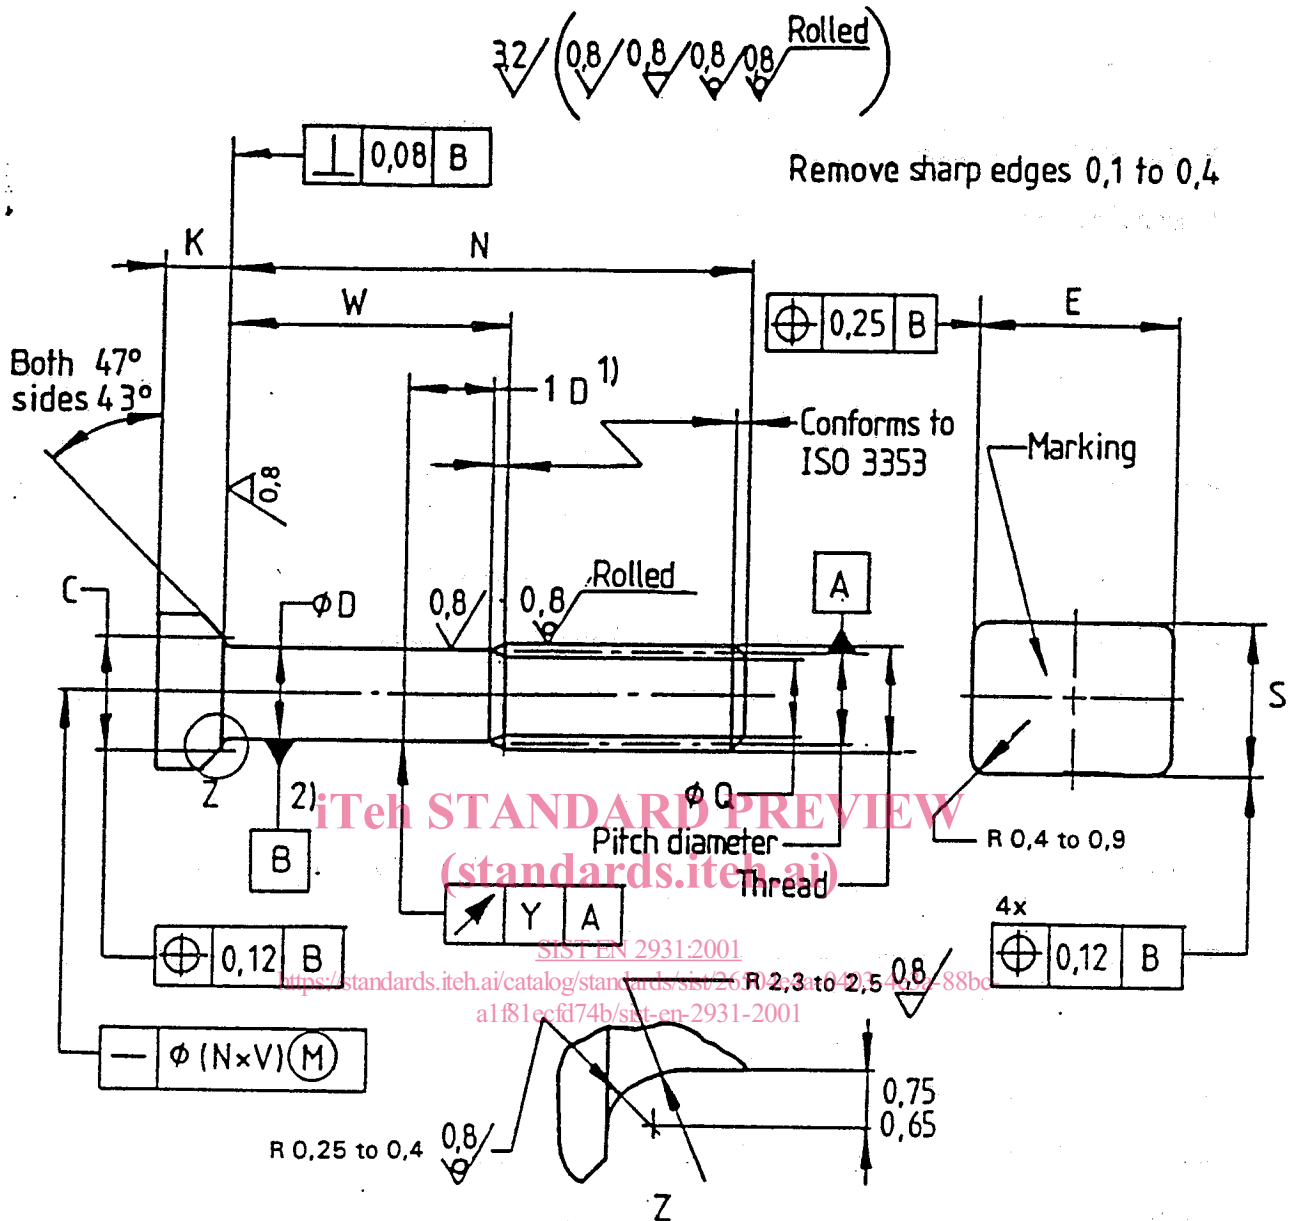 3,2 ( 0,8 0,8 0,8 0,8 Rolled )
⊥ 0,08 B
Remove sharp edges 0,1 to 0,4
K
N
W
⌖ 0,25 B
E
Both 47°
sides 43°
1 D 1)
Conforms to
ISO 3353
Marking
0,8
C
ØD
0,8
0,8 Rolled
A
S
Z
2)
B
ØQ
iTeh STANDARD PREVIEW
Pitch diameter
R 0,4 to 0,9
(standards.iteh.ai)
Thread
↗ Y A
4x
⌖ 0,12 B
⌖ 0,12 B
SIST EN 2931:2001
R 2,3 to 2,5 0,8
a1f81ecfd74b/sist-en-2931-2001
— Ø (N×V) Ⓜ
0,75
0,65
R 0,25 to 0,4 0,8
Z